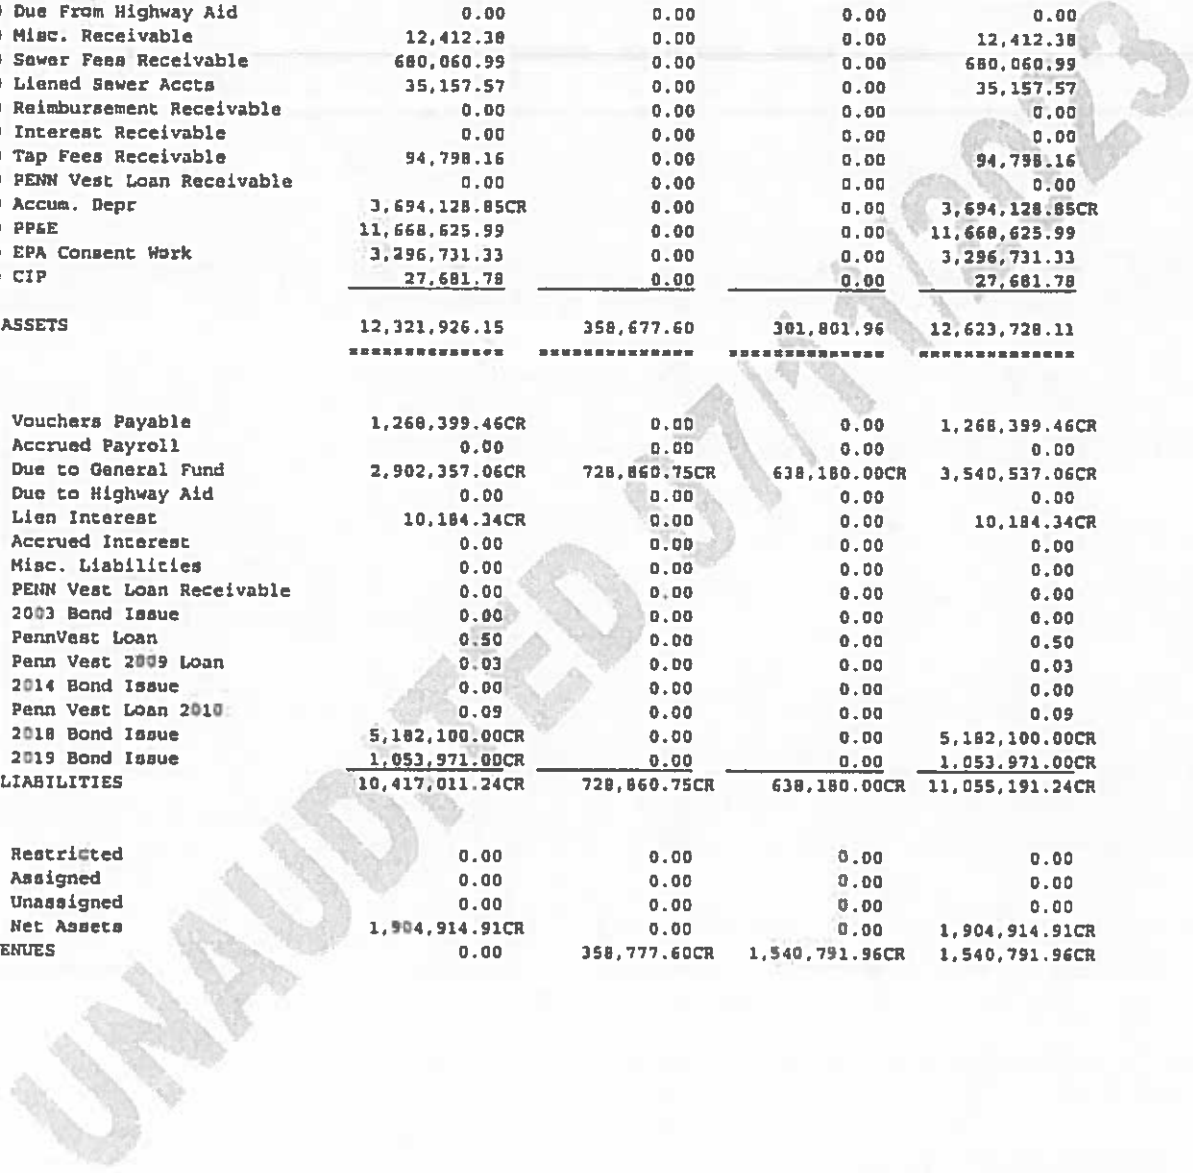 Due From Highway Aid 0.00 0.00 0.00 0.00
Misc. Receivable 12,412.38 0.00 0.00 12,412.38
Sewer Fees Receivable 680,060.99 0.00 0.00 680,060.99
Liened Sewer Accts 35,157.57 0.00 0.00 35,157.57
Reimbursement Receivable 0.00 0.00 0.00 0.00
Interest Receivable 0.00 0.00 0.00 0.00
Tap Fees Receivable 94,798.16 0.00 0.00 94,798.16
PENN Vest Loan Receivable 0.00 0.00 0.00 0.00
Accum. Depr 3,694,128.85CR 0.00 0.00 3,694,128.85CR
PP&E 11,668,625.99 0.00 0.00 11,668,625.99
EPA Consent Work 3,296,731.33 0.00 0.00 3,296,731.33
CIP 27,681.78 0.00 0.00 27,681.78
ASSETS 12,321,926.15 358,677.60 301,801.96 12,623,728.11
============== ============== ============== ==============
Vouchers Payable 1,268,399.46CR 0.00 0.00 1,268,399.46CR
Accrued Payroll 0.00 0.00 0.00 0.00
Due to General Fund 2,902,357.06CR 728,860.75CR 638,180.00CR 3,540,537.06CR
Due to Highway Aid 0.00 0.00 0.00 0.00
Lien Interest 10,184.34CR 0.00 0.00 10,184.34CR
Accrued Interest 0.00 0.00 0.00 0.00
Misc. Liabilities 0.00 0.00 0.00 0.00
PENN Vest Loan Receivable 0.00 0.00 0.00 0.00
2003 Bond Issue 0.00 0.00 0.00 0.00
PennVest Loan 0.50 0.00 0.00 0.50
Penn Vest 2009 Loan 0.03 0.00 0.00 0.03
2014 Bond Issue 0.00 0.00 0.00 0.00
Penn Vest Loan 2010 0.09 0.00 0.00 0.09
2018 Bond Issue 5,182,100.00CR 0.00 0.00 5,182,100.00CR
2019 Bond Issue 1,053,971.00CR 0.00 0.00 1,053.971.00CR
LIABILITIES 10,417,011.24CR 728,860.75CR 638,180.00CR 11,055,191.24CR
Restricted 0.00 0.00 0.00 0.00
Assigned 0.00 0.00 0.00 0.00
Unassigned 0.00 0.00 0.00 0.00
Net Assets 1,904,914.91CR 0.00 0.00 1,904,914.91CR
ENUES 0.00 358,777.60CR 1,540,791.96CR 1,540,791.96CR
UNAUDITED 07/11/2023